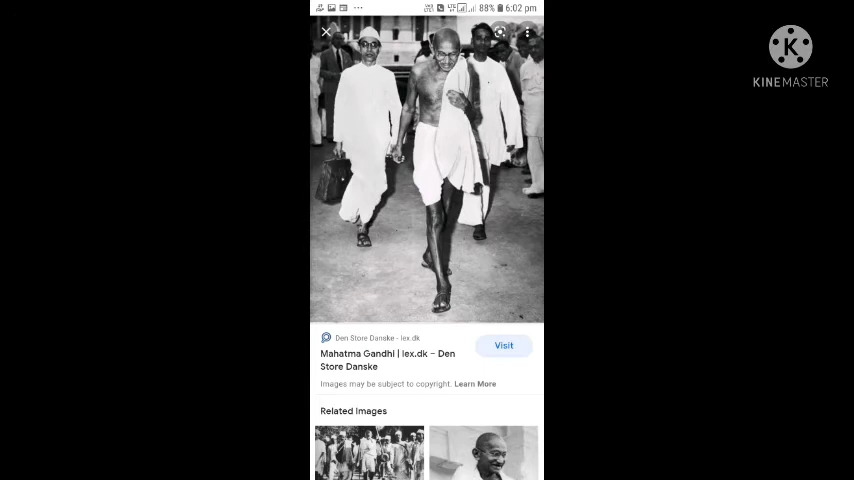 88% 6:02 pm
KINEMASTER
Den Store Danske - lex.dk
Mahatma Gandhi | lex.dk – Den
Store Danske
Visit
Images may be subject to copyright. Learn More
Related Images